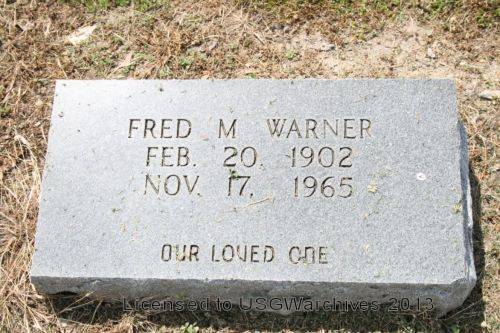 FRED M WARNER
FEB. 20, 1902
NOV. 17, 1965
OUR LOVED ONE
Licensed to USGWarchives 2013